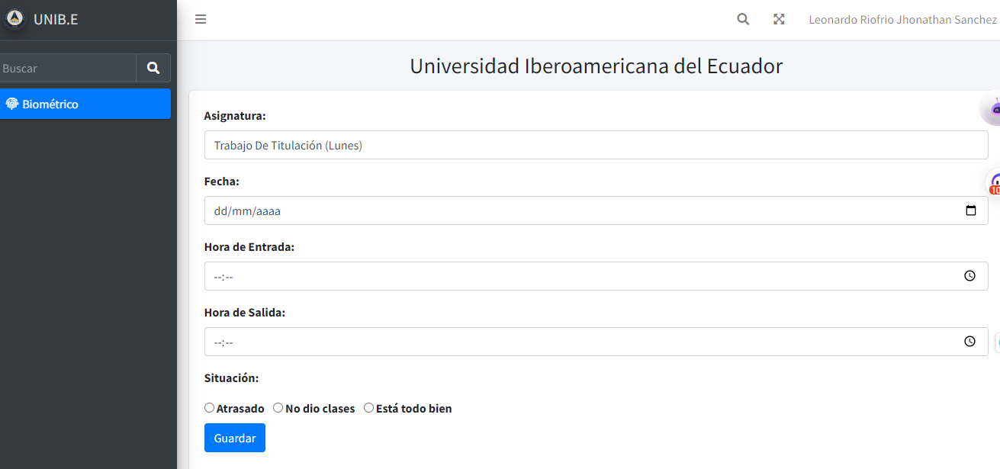 UNIB.E
Leonardo Riofrio Jhonathan Sanchez
Buscar
Biométrico
Universidad Iberoamericana del Ecuador
Asignatura:
Trabajo De Titulación (Lunes)
Fecha:
dd/mm/aaaa
Hora de Entrada:
--:--
Hora de Salida:
--:--
Situación:
Atrasado No dio clases Está todo bien
Guardar